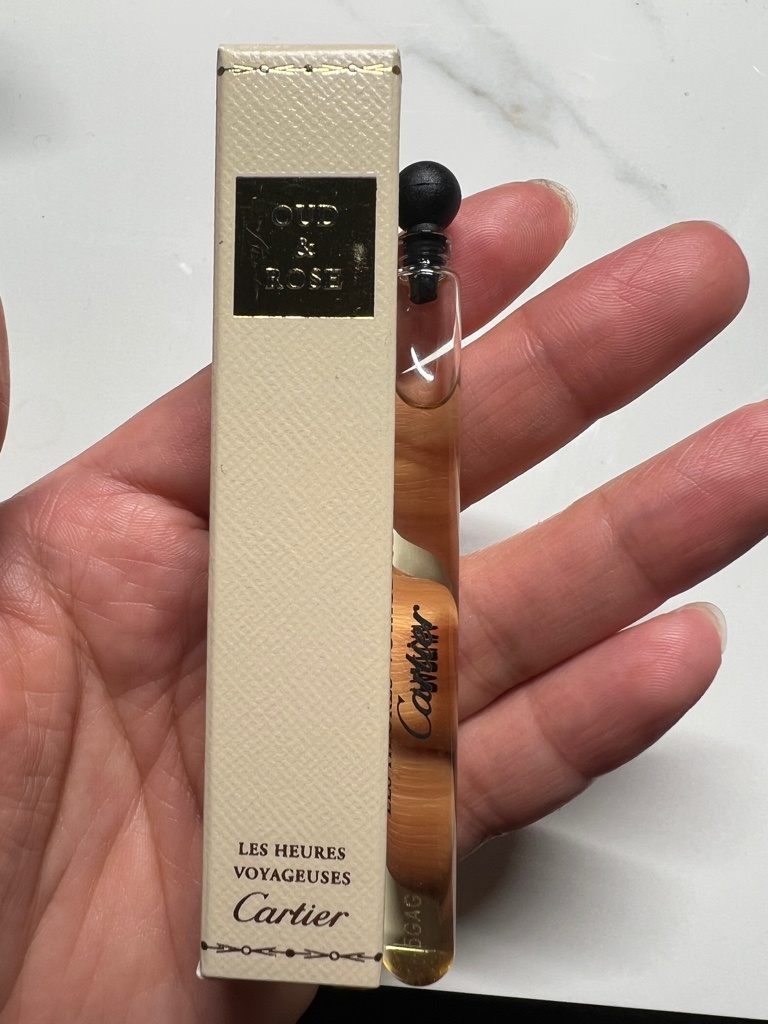 OUD
&
ROSE
LES HEURES
VOYAGEUSES
Cartier
Cartier